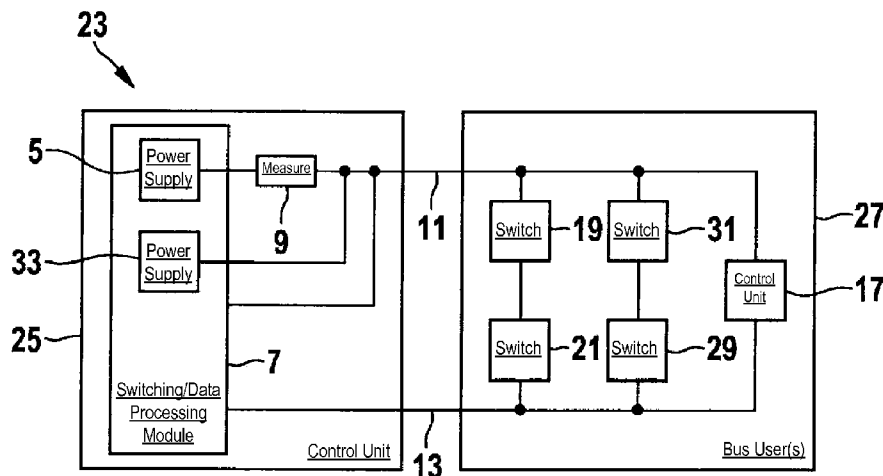 23
5
Power
Supply
Measure
9
11
Switch
19
Switch
31
27
33
Power
Supply
Control
Unit
17
25
7
Switch
21
Switch
29
Switching/Data
Processing
Module
Control Unit
13
Bus User(s)